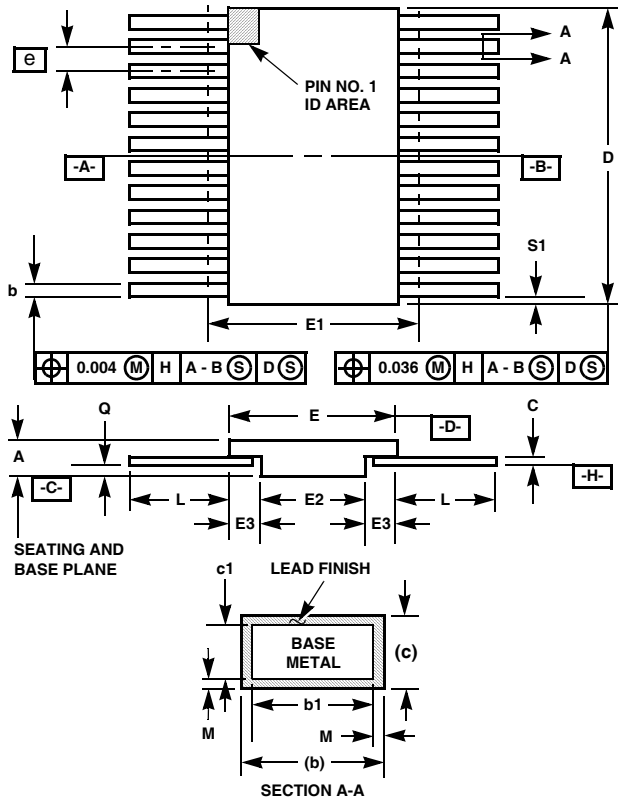 A
e
A
PIN NO. 1
ID AREA
-A-
-B-
D
S1
b
E1
⌖ 0.004 Ⓜ H A - B Ⓢ D Ⓢ
⌖ 0.036 Ⓜ H A - B Ⓢ D Ⓢ
Q
E
C
-D-
A
-C-
-H-
L
E2
L
E3
E3
SEATING AND
BASE PLANE
c1
LEAD FINISH
BASE
METAL
(c)
b1
M
M
(b)
SECTION A-A